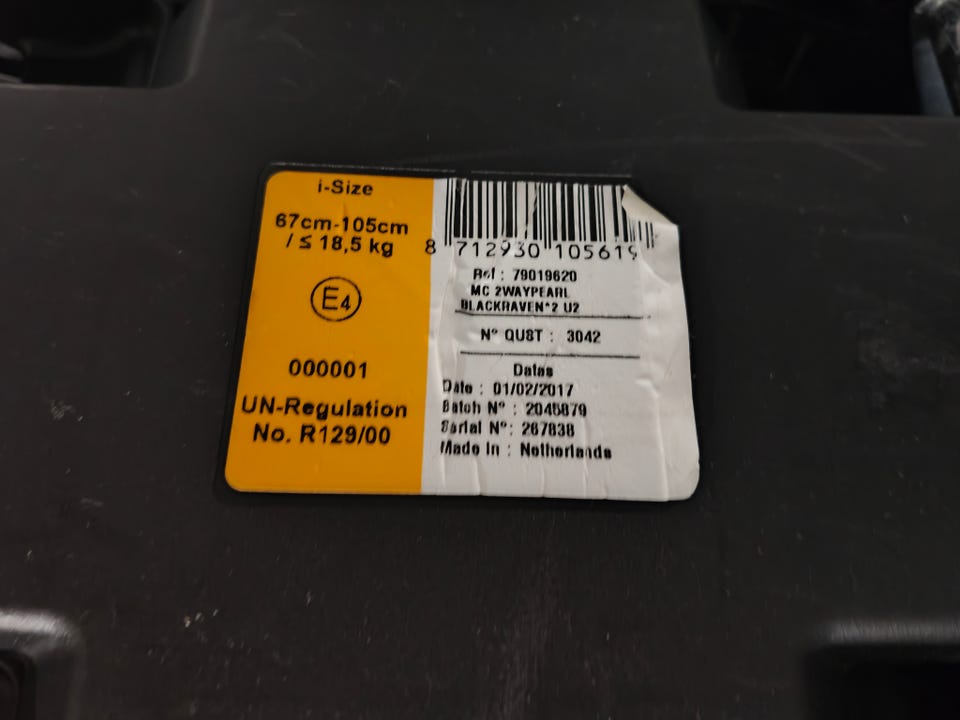 i-Size
67cm-105cm
/ ≤ 18,5 kg
E4
000001
UN-Regulation
No. R129/00
8 712930 105619
Ref : 79019620
MC 2WAYPEARL
BLACKRAVEN*2 U2
N° QUST : 3042
Datas
Date : 01/02/2017
Batch N° : 2045879
Serial N° : 267838
Made In : Netherlands